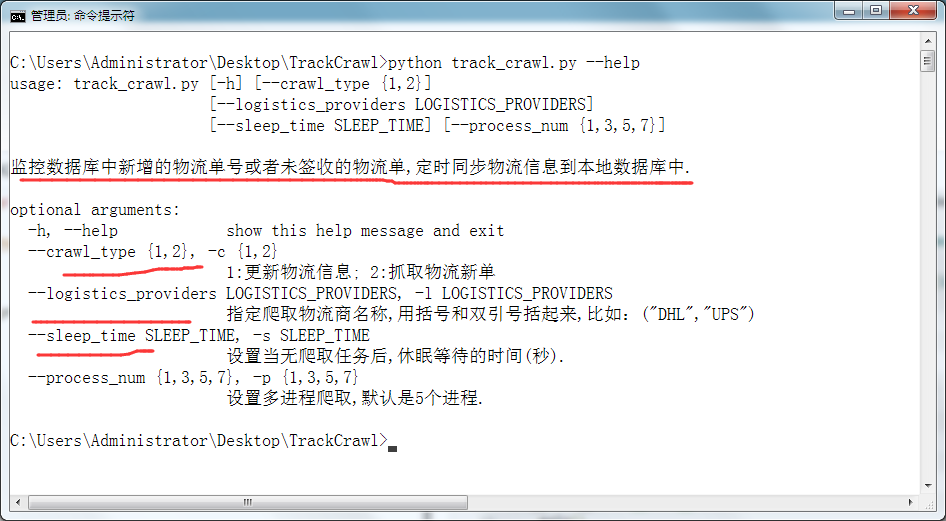 管理员: 命令提示符
C:\Users\Administrator\Desktop\TrackCrawl>python track_crawl.py --help
usage: track_crawl.py [-h] [--crawl_type {1,2}]
[--logistics_providers LOGISTICS_PROVIDERS]
[--sleep_time SLEEP_TIME] [--process_num {1,3,5,7}]
监控数据库中新增的物流单号或者未签收的物流单,定时同步物流信息到本地数据库中.
optional arguments:
-h, --help show this help message and exit
--crawl_type {1,2}, -c {1,2}
1:更新物流信息; 2:抓取物流新单
--logistics_providers LOGISTICS_PROVIDERS, -l LOGISTICS_PROVIDERS
指定爬取物流商名称,用括号和双引号括起来,比如: ("DHL","UPS")
--sleep_time SLEEP_TIME, -s SLEEP_TIME
设置当无爬取任务后,休眠等待的时间(秒).
--process_num {1,3,5,7}, -p {1,3,5,7}
设置多进程爬取,默认是5个进程.
C:\Users\Administrator\Desktop\TrackCrawl>